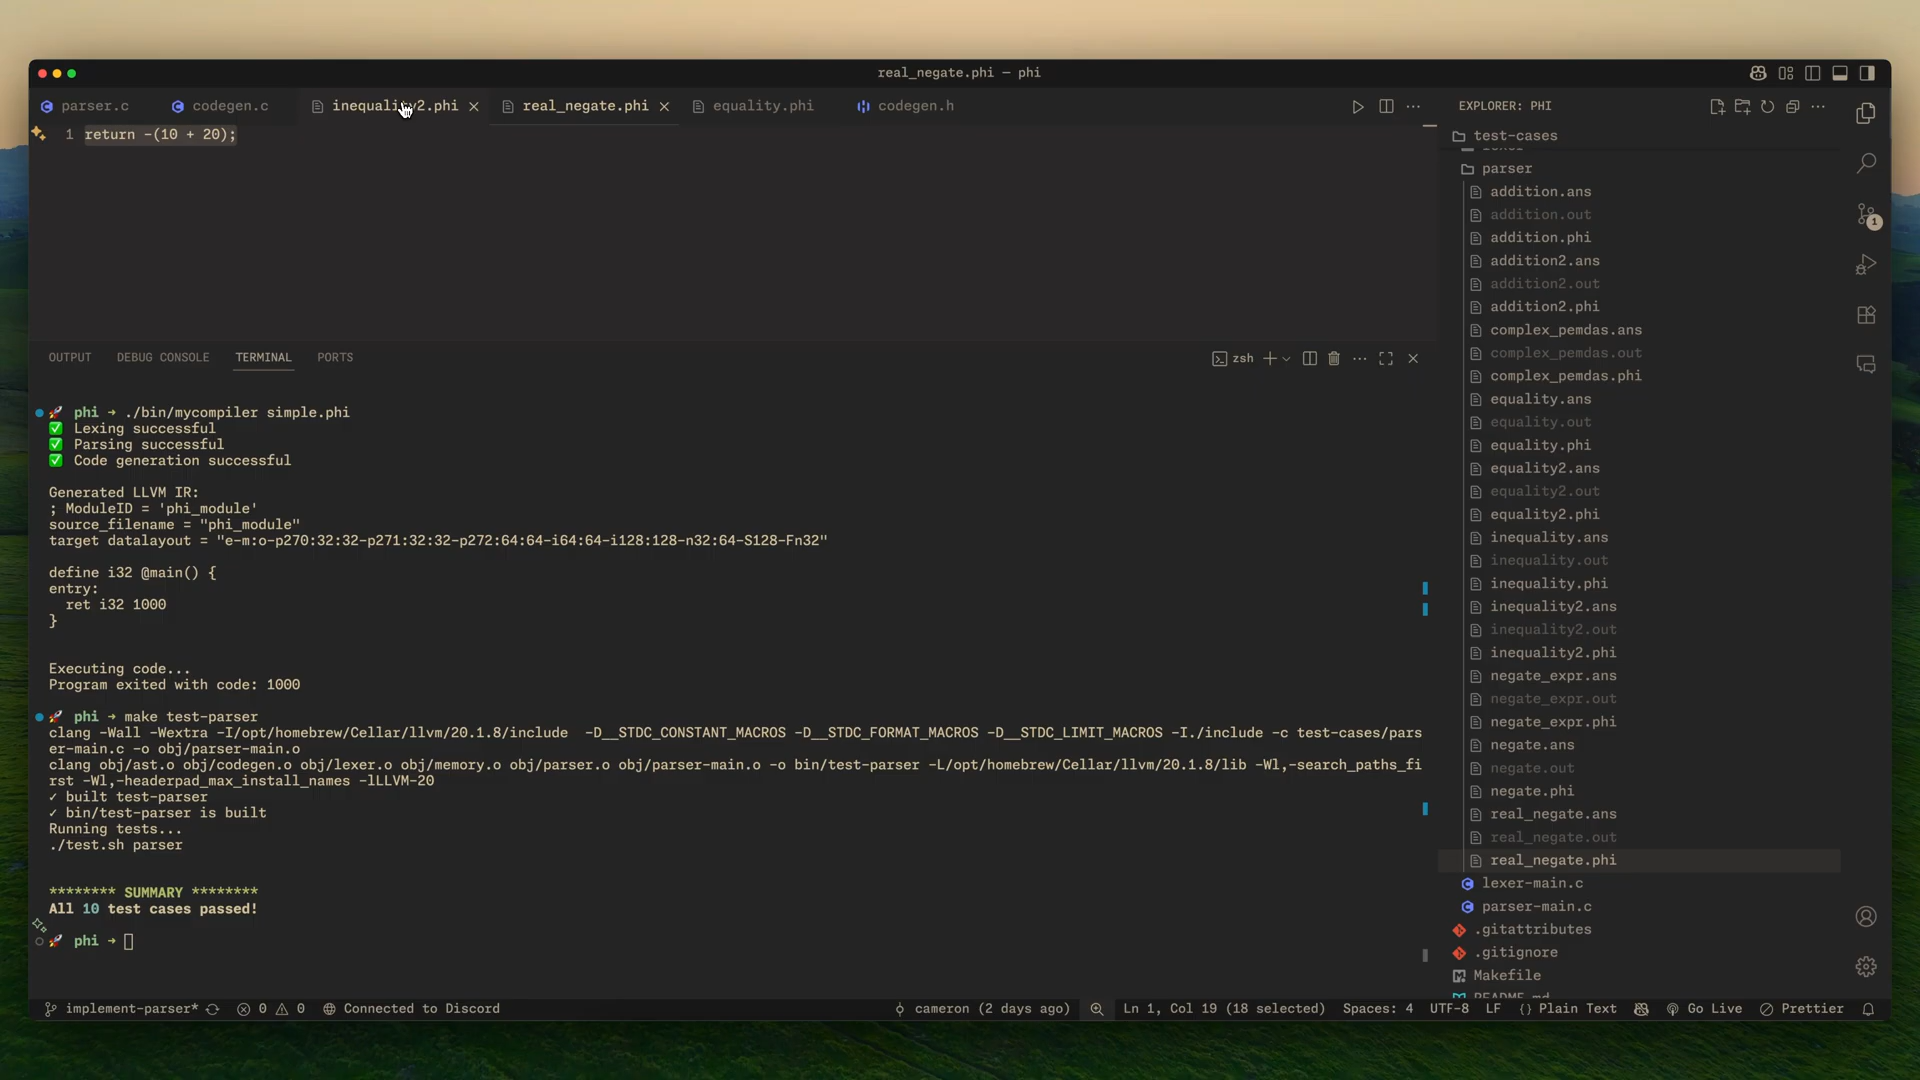 real_negate.phi — phi
parser.c
codegen.c
inequality2.phi
real_negate.phi
equality.phi
codegen.h
EXPLORER: PHI
1 return -(10 + 20);
OUTPUT
DEBUG CONSOLE
TERMINAL
PORTS
zsh
phi → ./bin/mycompiler simple.phi
Lexing successful
Parsing successful
Code generation successful
Generated LLVM IR:
; ModuleID = 'phi_module'
source_filename = "phi_module"
target datalayout = "e-m:o-p270:32:32-p271:32:32-p272:64:64-i64:64-i128:128-n32:64-S128-Fn32"
define i32 @main() {
entry:
ret i32 1000
}
Executing code...
Program exited with code: 1000
phi → make test-parser
clang -Wall -Wextra -I/opt/homebrew/Cellar/llvm/20.1.8/include  -D__STDC_CONSTANT_MACROS -D__STDC_FORMAT_MACROS -D__STDC_LIMIT_MACROS -I./include -c test-cases/pars
er-main.c -o obj/parser-main.o
clang obj/ast.o obj/codegen.o obj/lexer.o obj/memory.o obj/parser.o obj/parser-main.o -o bin/test-parser -L/opt/homebrew/Cellar/llvm/20.1.8/lib -Wl,-search_paths_fi
rst -Wl,-headerpad_max_install_names -lLLVM-20
✓ built test-parser
✓ bin/test-parser is built
Running tests...
./test.sh parser
******** SUMMARY ********
All 10 test cases passed!
phi →
test-cases
parser
addition.ans
addition.out
addition.phi
addition2.ans
addition2.out
addition2.phi
complex_pemdas.ans
complex_pemdas.out
complex_pemdas.phi
equality.ans
equality.out
equality.phi
equality2.ans
equality2.out
equality2.phi
inequality.ans
inequality.out
inequality.phi
inequality2.ans
inequality2.out
inequality2.phi
negate_expr.ans
negate_expr.out
negate_expr.phi
negate.ans
negate.out
negate.phi
real_negate.ans
real_negate.out
real_negate.phi
lexer-main.c
parser-main.c
.gitattributes
.gitignore
Makefile
README.md
1
implement-parser*
0
0
Connected to Discord
cameron (2 days ago)
Ln 1, Col 19 (18 selected)
Spaces: 4
UTF-8
LF
{} Plain Text
Go Live
Prettier